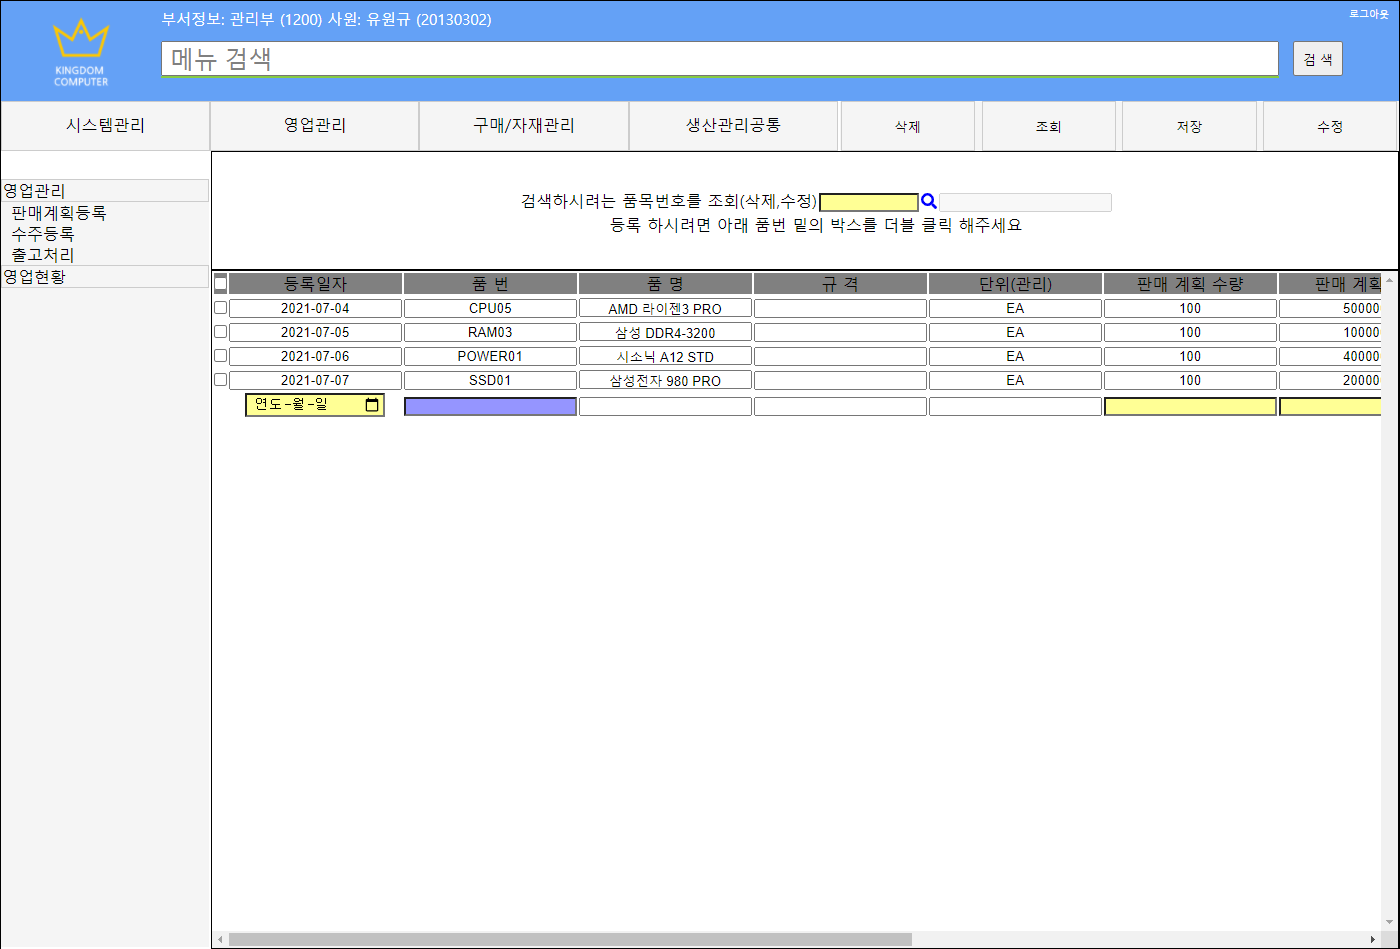 부서정보: 관리부 (1200) 사원: 유원규 (20130302)
로그아웃
KINGDOM
COMPUTER
메뉴 검색
검 색
시스템관리 영업관리 구매/자재관리 생산관리공통 삭제 조회 저장 수정
영업관리
판매계획등록
수주등록
출고처리
영업현황
검색하시려는 품목번호를 조회(삭제,수정)
등록 하시려면 아래 품번 밑의 박스를 더블 클릭 해주세요
등록일자 품 번 품 명 규 격 단위(관리) 판매 계획 수량 판매 계획
2021-07-04 CPU05 AMD 라이젠3 PRO EA 100 50000
2021-07-05 RAM03 삼성 DDR4-3200 EA 100 10000
2021-07-06 POWER01 시소닉 A12 STD EA 100 40000
2021-07-07 SSD01 삼성전자 980 PRO EA 100 20000
연도-월-일